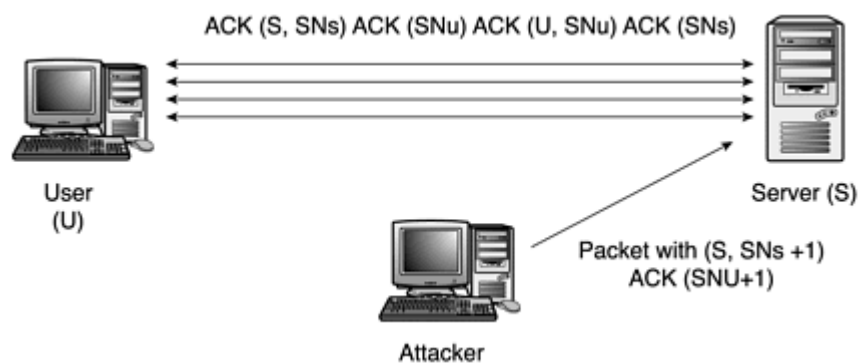 ACK (S, SNs) ACK (SNu) ACK (U, SNu) ACK (SNs)
User
(U)
Server (S)
Packet with (S, SNs +1)
ACK (SNU+1)
Attacker